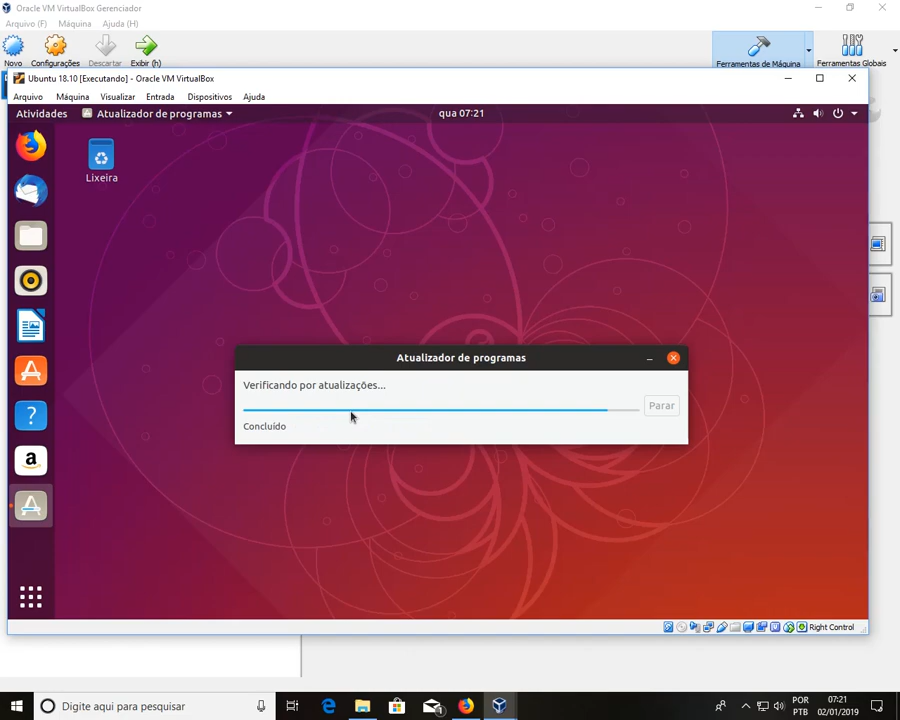 Oracle VM VirtualBox Gerenciador
Arquivo (F) Máquina Ajuda (H)
Novo Configurações Descartar Exibir (h) Ferramentas de Máquina Ferramentas Globais
Ubuntu 18.10 [Executando] - Oracle VM VirtualBox
Arquivo Máquina Visualizar Entrada Dispositivos Ajuda
Atividades Atualizador de programas qua 07:21
Lixeira
Atualizador de programas
Verificando por atualizações...
Parar
Concluído
Right Control
Digite aqui para pesquisar
POR 07:21
PTB 02/01/2019